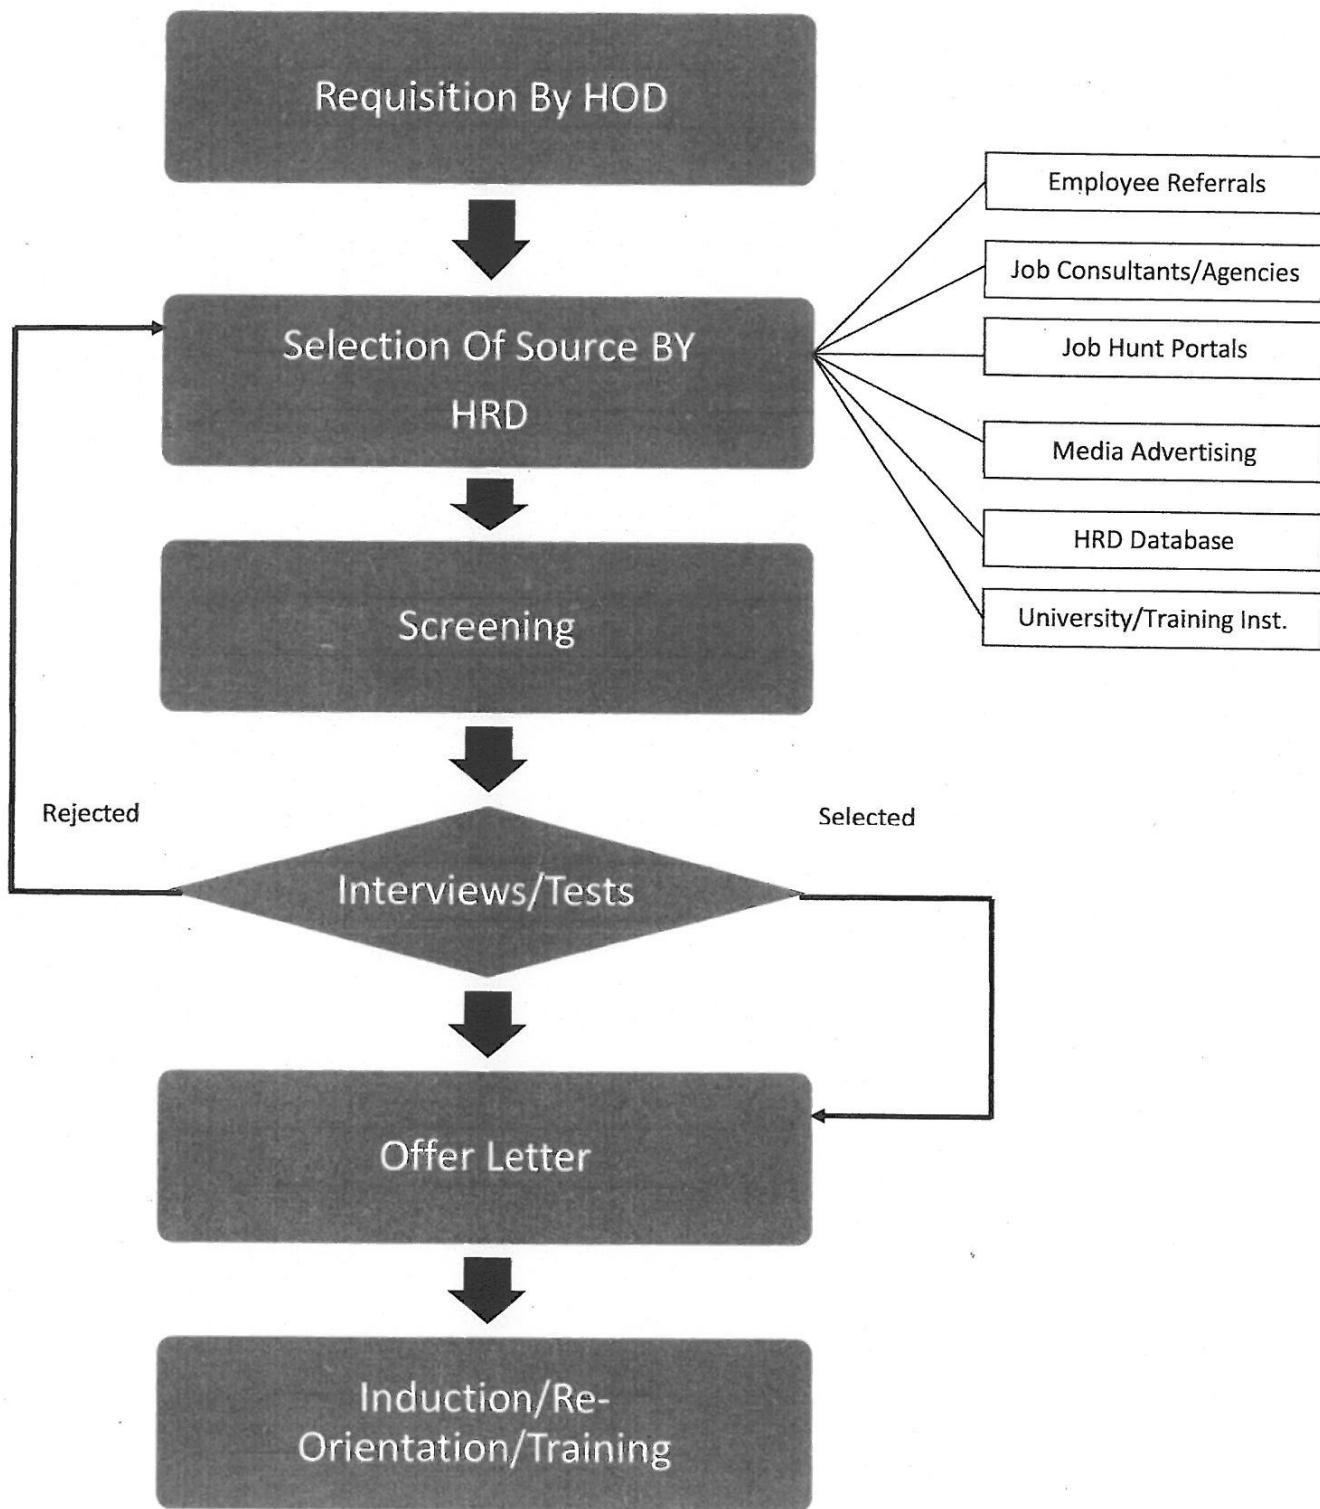 Requisition By HOD
Employee Referrals
Job Consultants/Agencies
Selection Of Source BY
HRD
Job Hunt Portals
Media Advertising
HRD Database
University/Training Inst.
Screening
Rejected
Selected
Interviews/Tests
Offer Letter
Induction/Re-
Orientation/Training